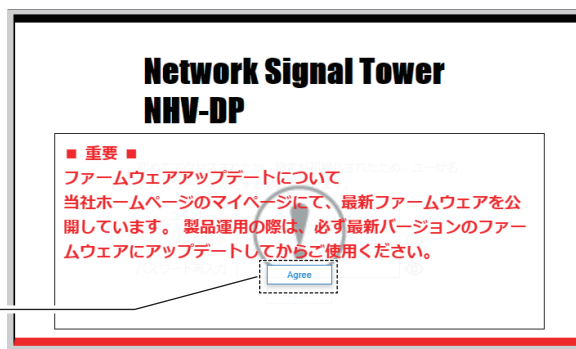 Network Signal Tower
NHV-DP
■ 重要 ■
ファームウェアアップデートについて
当社ホームページのマイページにて、最新ファームウェアを公
開しています。 製品運用の際は、必ず最新バージョンのファー
ムウェアにアップデートしてからご使用ください。
Agree